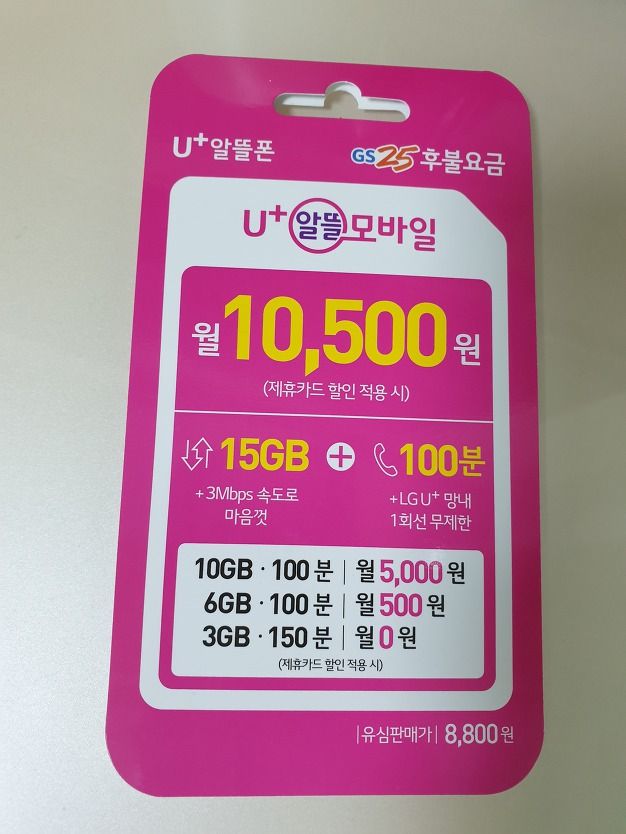 U+알뜰폰
GS25 후불요금
U+알뜰모바일
월10,500원
(제휴카드 할인 적용 시)
15GB + 100분
+3Mbps 속도로
마음껏
+LG U+ 망내
1회선 무제한
10GB · 100분 | 월 5,000원
6GB · 100분 | 월 500원
3GB · 150분 | 월 0원
(제휴카드 할인 적용 시)
|유심판매가| 8,800원